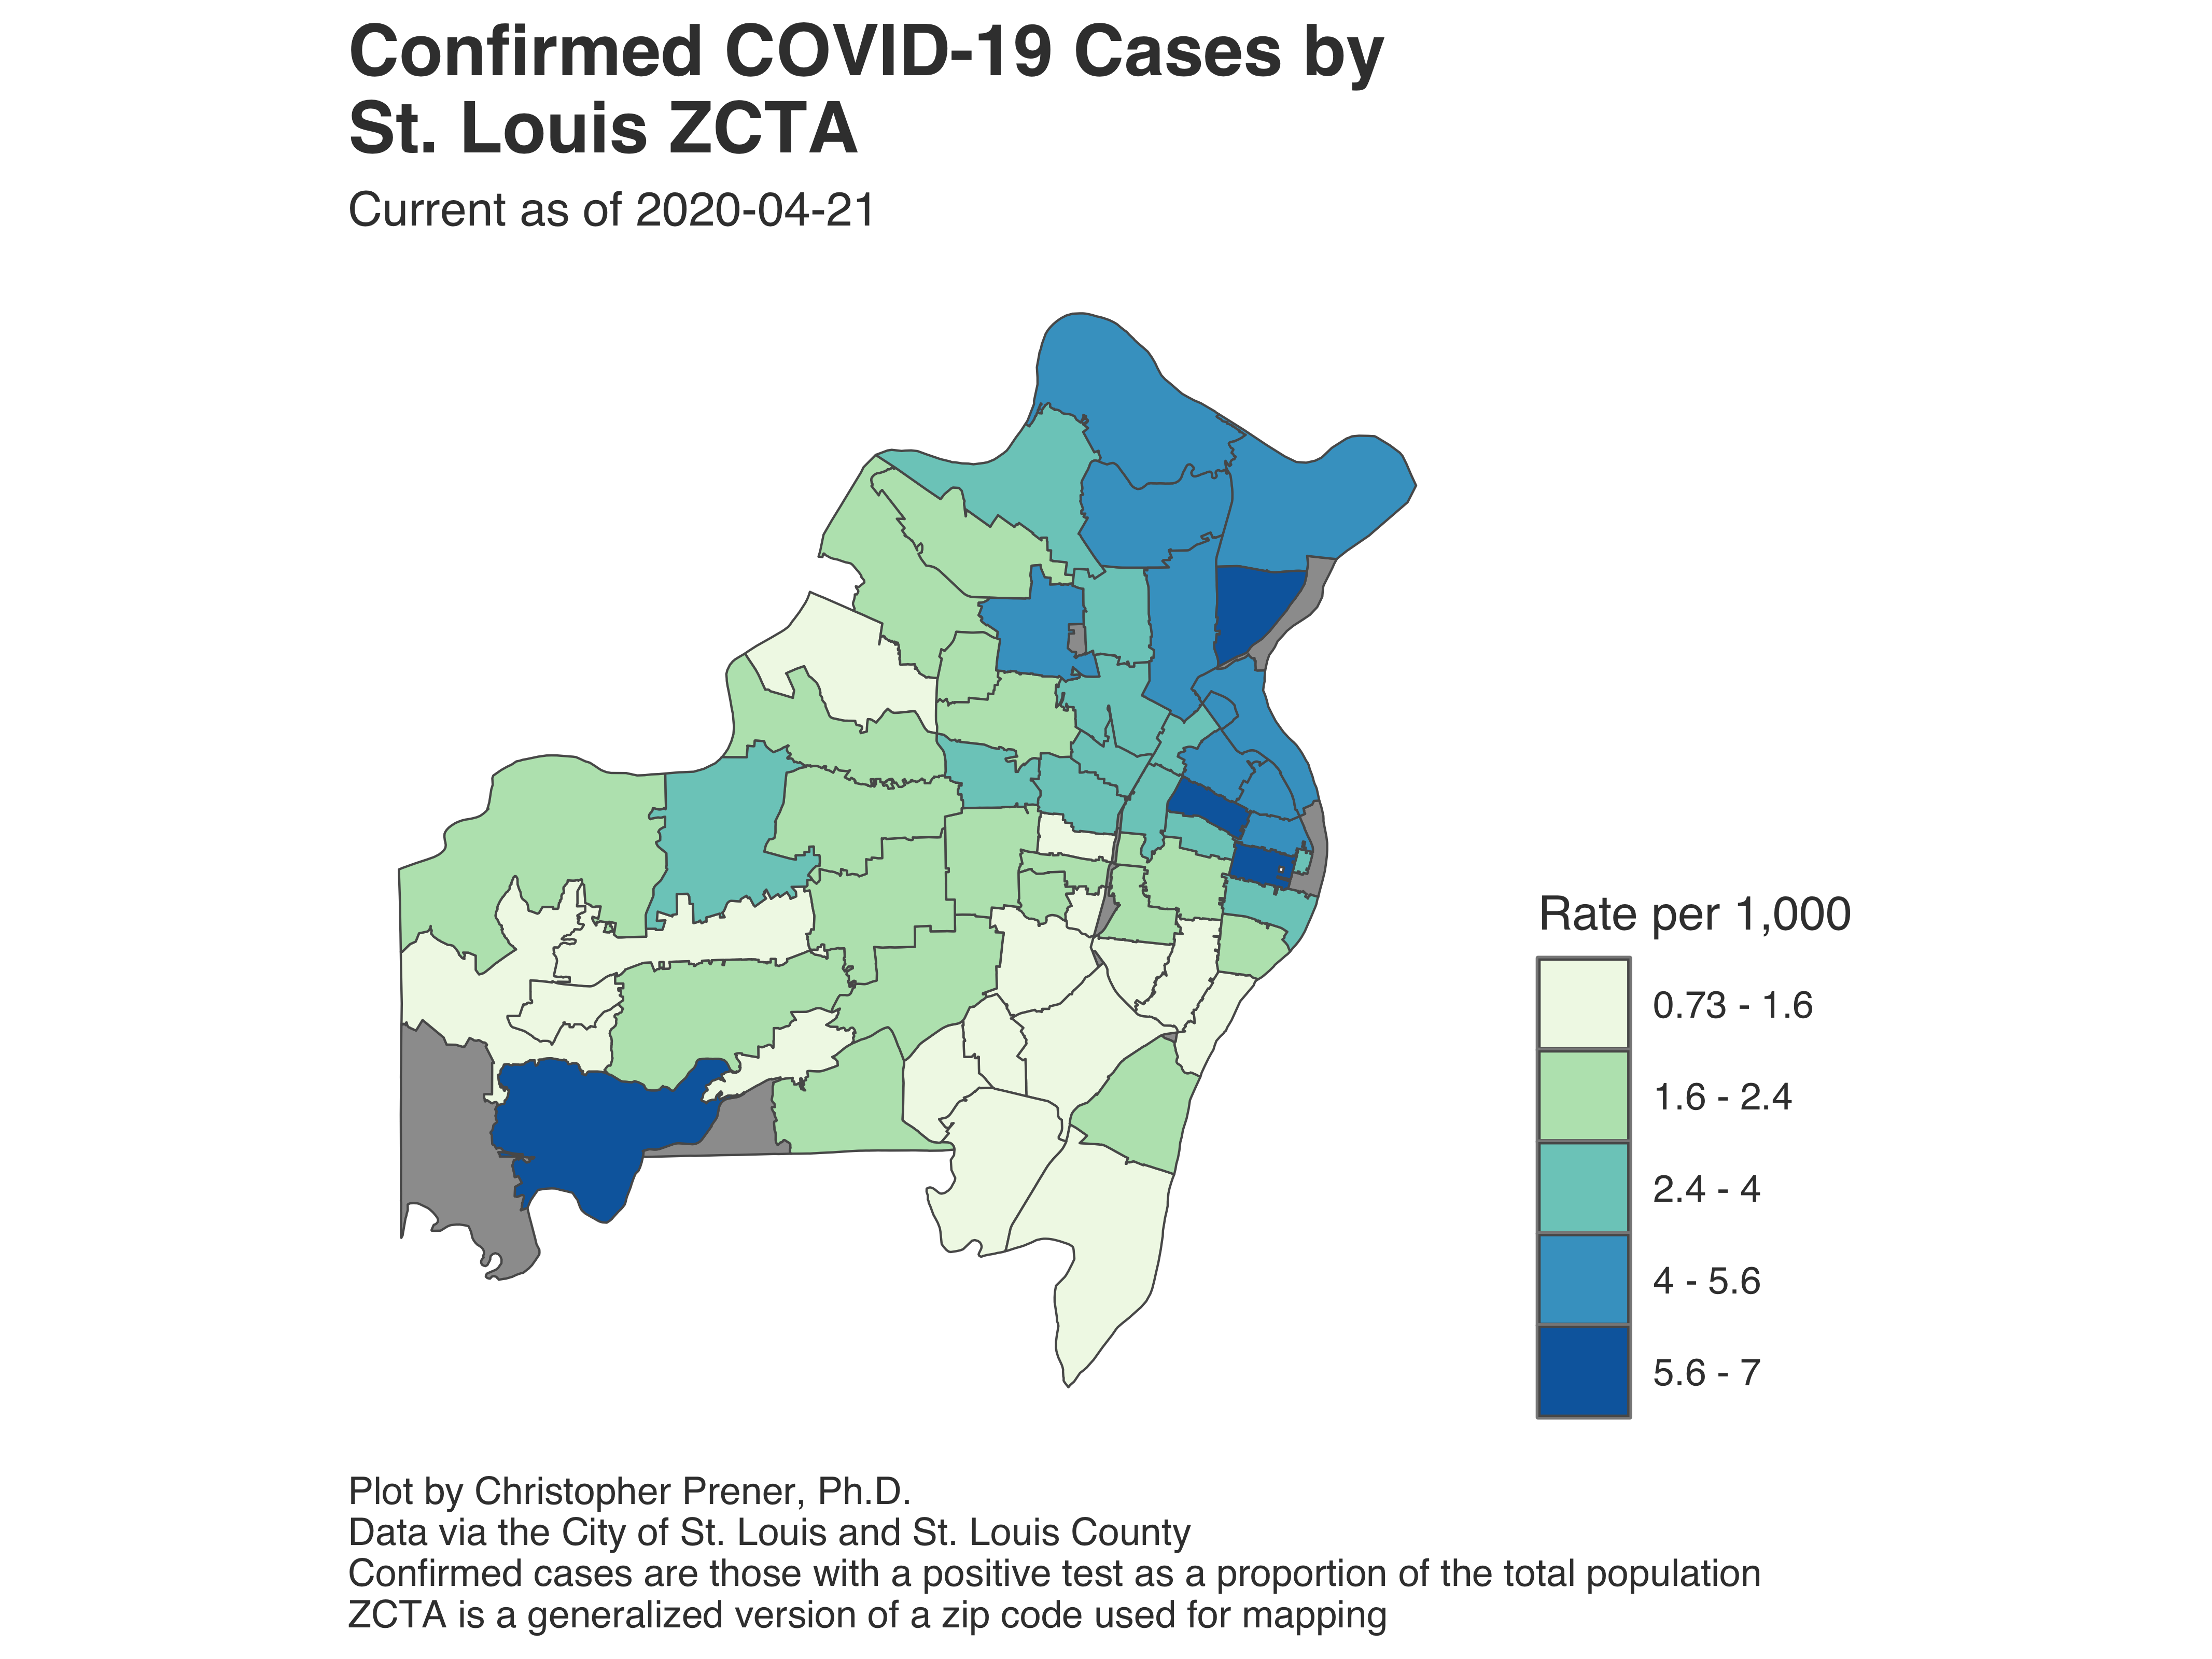 Confirmed COVID-19 Cases by
St. Louis ZCTA
Current as of 2020-04-21
Rate per 1,000
0.73 - 1.6
1.6 - 2.4
2.4 - 4
4 - 5.6
5.6 - 7
Plot by Christopher Prener, Ph.D.
Data via the City of St. Louis and St. Louis County
Confirmed cases are those with a positive test as a proportion of the total population
ZCTA is a generalized version of a zip code used for mapping